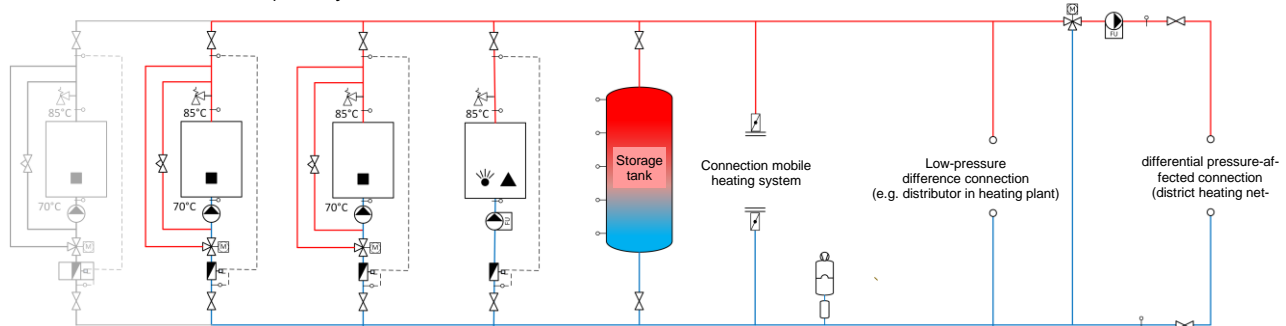 M
FU
85°C
85°C
85°C
85°C
Storage
tank
Connection mobile
heating system
Low-pressure
difference connection
(e.g. distributor in heating plant)
differential pressure-af-
fected connection
(district heating net-
70°C
70°C
70°C
FU
M
M
M